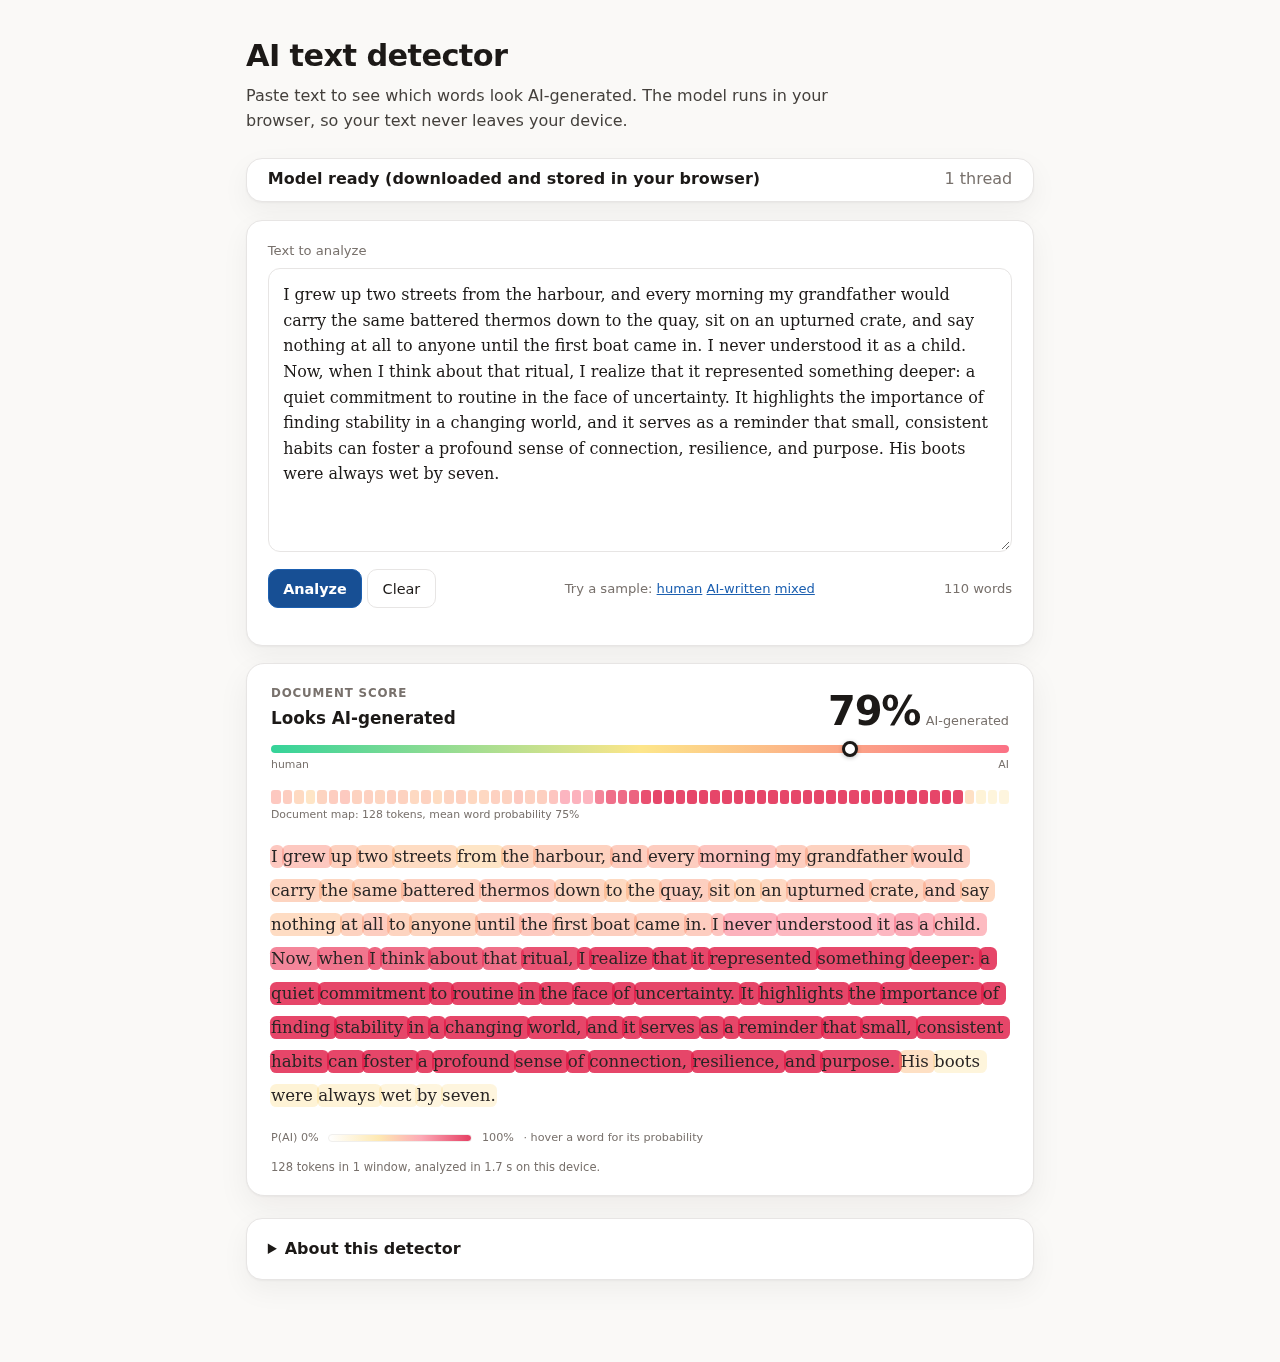 AI text detector
Paste text to see which words look AI-generated. The model runs in your
browser, so your text never leaves your device.
Model ready (downloaded and stored in your browser)
1 thread
Text to analyze
I grew up two streets from the harbour, and every morning my grandfather would
carry the same battered thermos down to the quay, sit on an upturned crate, and say
nothing at all to anyone until the first boat came in. I never understood it as a child.
Now, when I think about that ritual, I realize that it represented something deeper: a
quiet commitment to routine in the face of uncertainty. It highlights the importance of
finding stability in a changing world, and it serves as a reminder that small, consistent
habits can foster a profound sense of connection, resilience, and purpose. His boots
were always wet by seven.
Analyze
Clear
Try a sample: human AI-written mixed
110 words
DOCUMENT SCORE
Looks AI-generated
79% AI-generated
human
AI
Document map: 128 tokens, mean word probability 75%
I grew up two streets from the harbour, and every morning my grandfather would
carry the same battered thermos down to the quay, sit on an upturned crate, and say
nothing at all to anyone until the first boat came in. I never understood it as a child.
Now, when I think about that ritual, I realize that it represented something deeper: a
quiet commitment to routine in the face of uncertainty. It highlights the importance of
finding stability in a changing world, and it serves as a reminder that small, consistent
habits can foster a profound sense of connection, resilience, and purpose. His boots
were always wet by seven.
P(AI) 0%
100% · hover a word for its probability
128 tokens in 1 window, analyzed in 1.7 s on this device.
About this detector